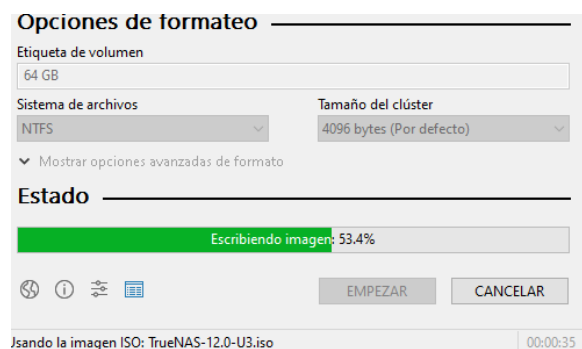 Opciones de formateo
Etiqueta de volumen
64 GB
Sistema de archivos Tamaño del clúster
NTFS 4096 bytes (Por defecto)
Mostrar opciones avanzadas de formato
Estado
Escribiendo imagen: 53.4%
EMPEZAR CANCELAR
Usando la imagen ISO: TrueNAS-12.0-U3.iso 00:00:35